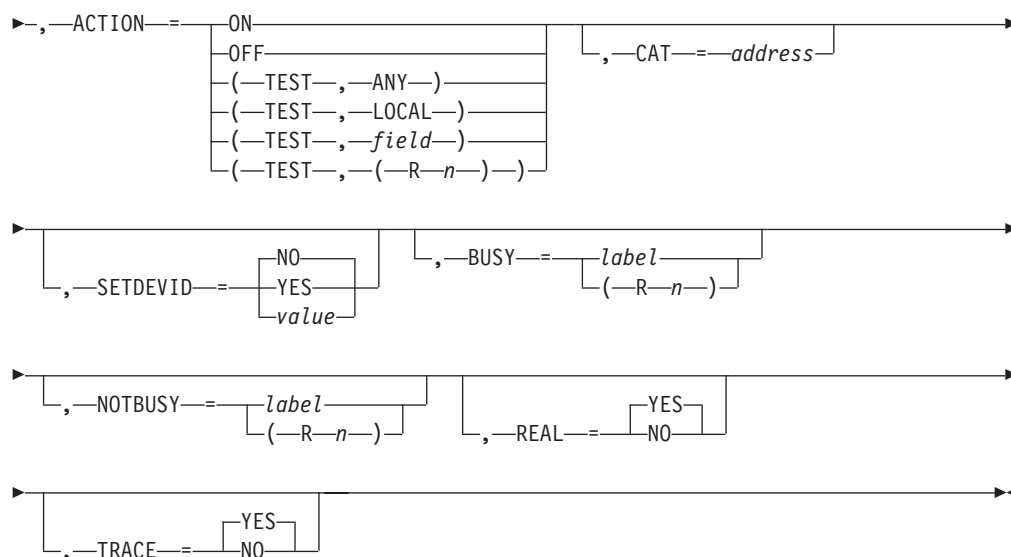 , ACTION = ON
OFF
( TEST , ANY )
( TEST , LOCAL )
( TEST , field )
( TEST , ( R n ) )
, CAT = address
, SETDEVID = NO
YES
value
, BUSY = label
( R n )
, NOTBUSY = label
( R n )
, REAL = YES
NO
, TRACE = YES
NO